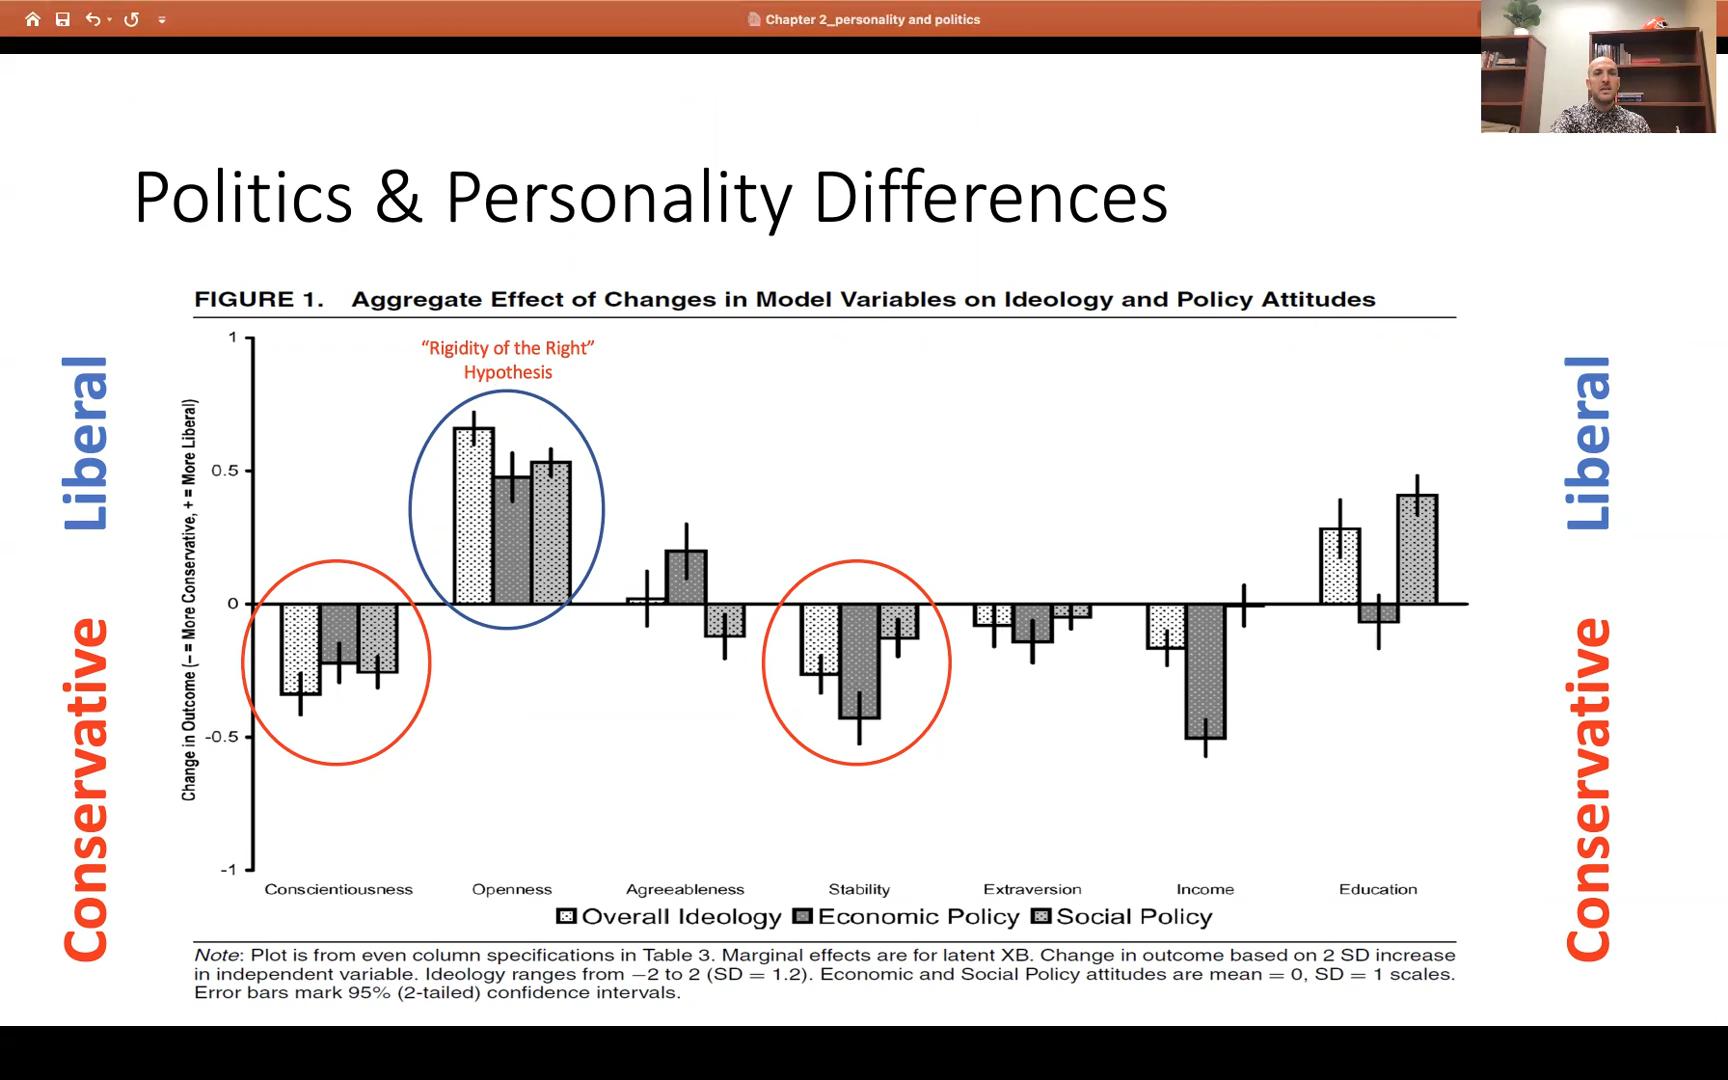 Chapter 2_personality and politics
Politics & Personality Differences
FIGURE 1. Aggregate Effect of Changes in Model Variables on Ideology and Policy Attitudes
Liberal
Conservative
Change in Outcome (– = More Conservative, + = More Liberal)
1
0.5
0
-0.5
-1
“Rigidity of the Right”
Hypothesis
Liberal
Conservative
Conscientiousness Openness Agreeableness Stability Extraversion Income Education
Overall Ideology Economic Policy Social Policy
Note: Plot is from even column specifications in Table 3. Marginal effects are for latent XB. Change in outcome based on 2 SD increase
in independent variable. Ideology ranges from −2 to 2 (SD = 1.2). Economic and Social Policy attitudes are mean = 0, SD = 1 scales.
Error bars mark 95% (2-tailed) confidence intervals.